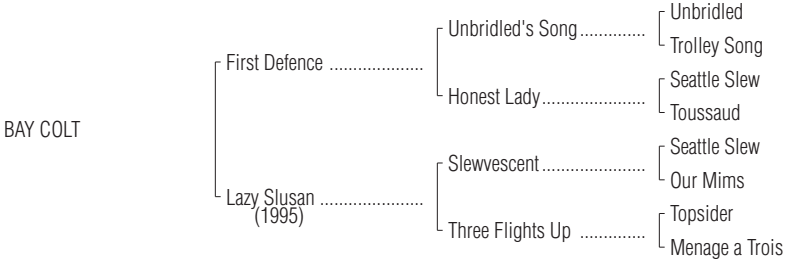 Unbridled
Unbridled's Song..............
Trolley Song
First Defence ....................
Seattle Slew
Honest Lady......................
Toussaud
BAY COLT
Seattle Slew
Slewvescent......................
Our Mims
Lazy Slusan ......................
(1995)
Topsider
Three Flights Up ..............
Menage a Trois